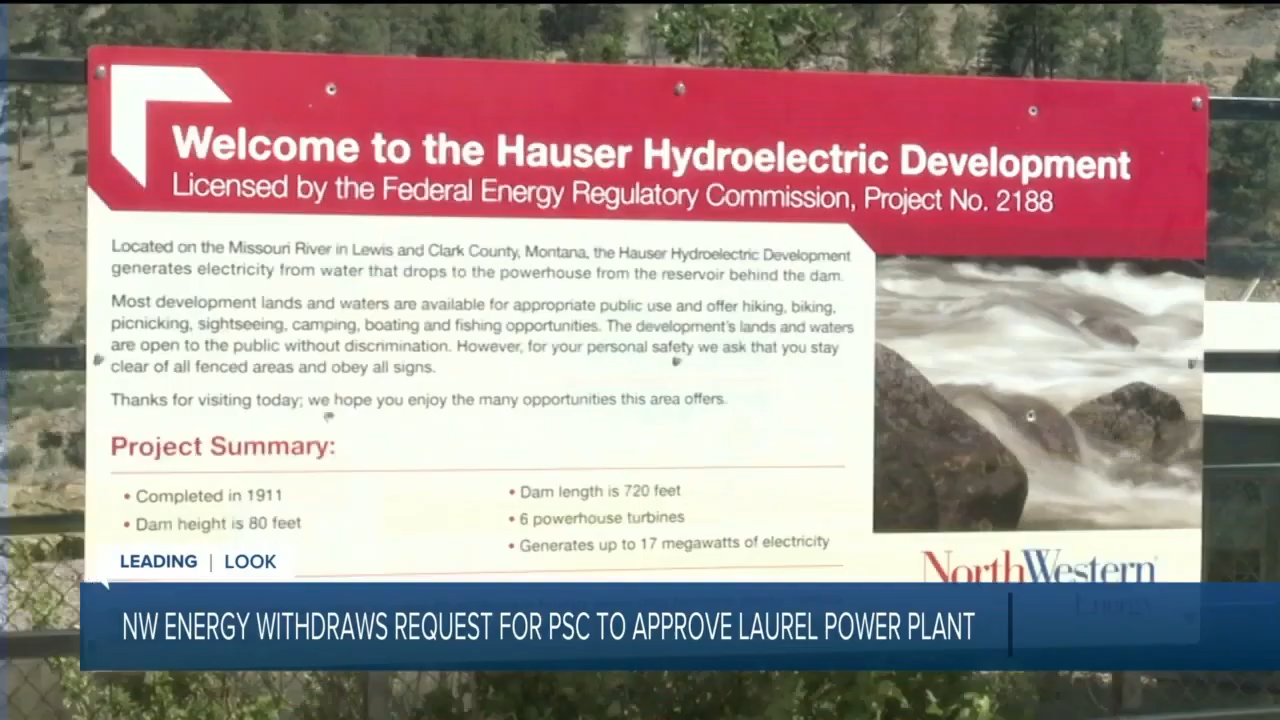 Welcome to the Hauser Hydroelectric Development
Licensed by the Federal Energy Regulatory Commission, Project No. 2188
Located on the Missouri River in Lewis and Clark County, Montana, the Hauser Hydroelectric Development
generates electricity from water that drops to the powerhouse from the reservoir behind the dam.
Most development lands and waters are available for appropriate public use and offer hiking, biking,
picnicking, sightseeing, camping, boating and fishing opportunities. The development's lands and waters
are open to the public without discrimination. However, for your personal safety we ask that you stay
clear of all fenced areas and obey all signs.
Thanks for visiting today; we hope you enjoy the many opportunities this area offers.
Project Summary:
• Completed in 1911
• Dam height is 80 feet
• Dam length is 720 feet
• 6 powerhouse turbines
• Generates up to 17 megawatts of electricity
NorthWestern
Energy
LEADING | LOOK
NW ENERGY WITHDRAWS REQUEST FOR PSC TO APPROVE LAUREL POWER PLANT